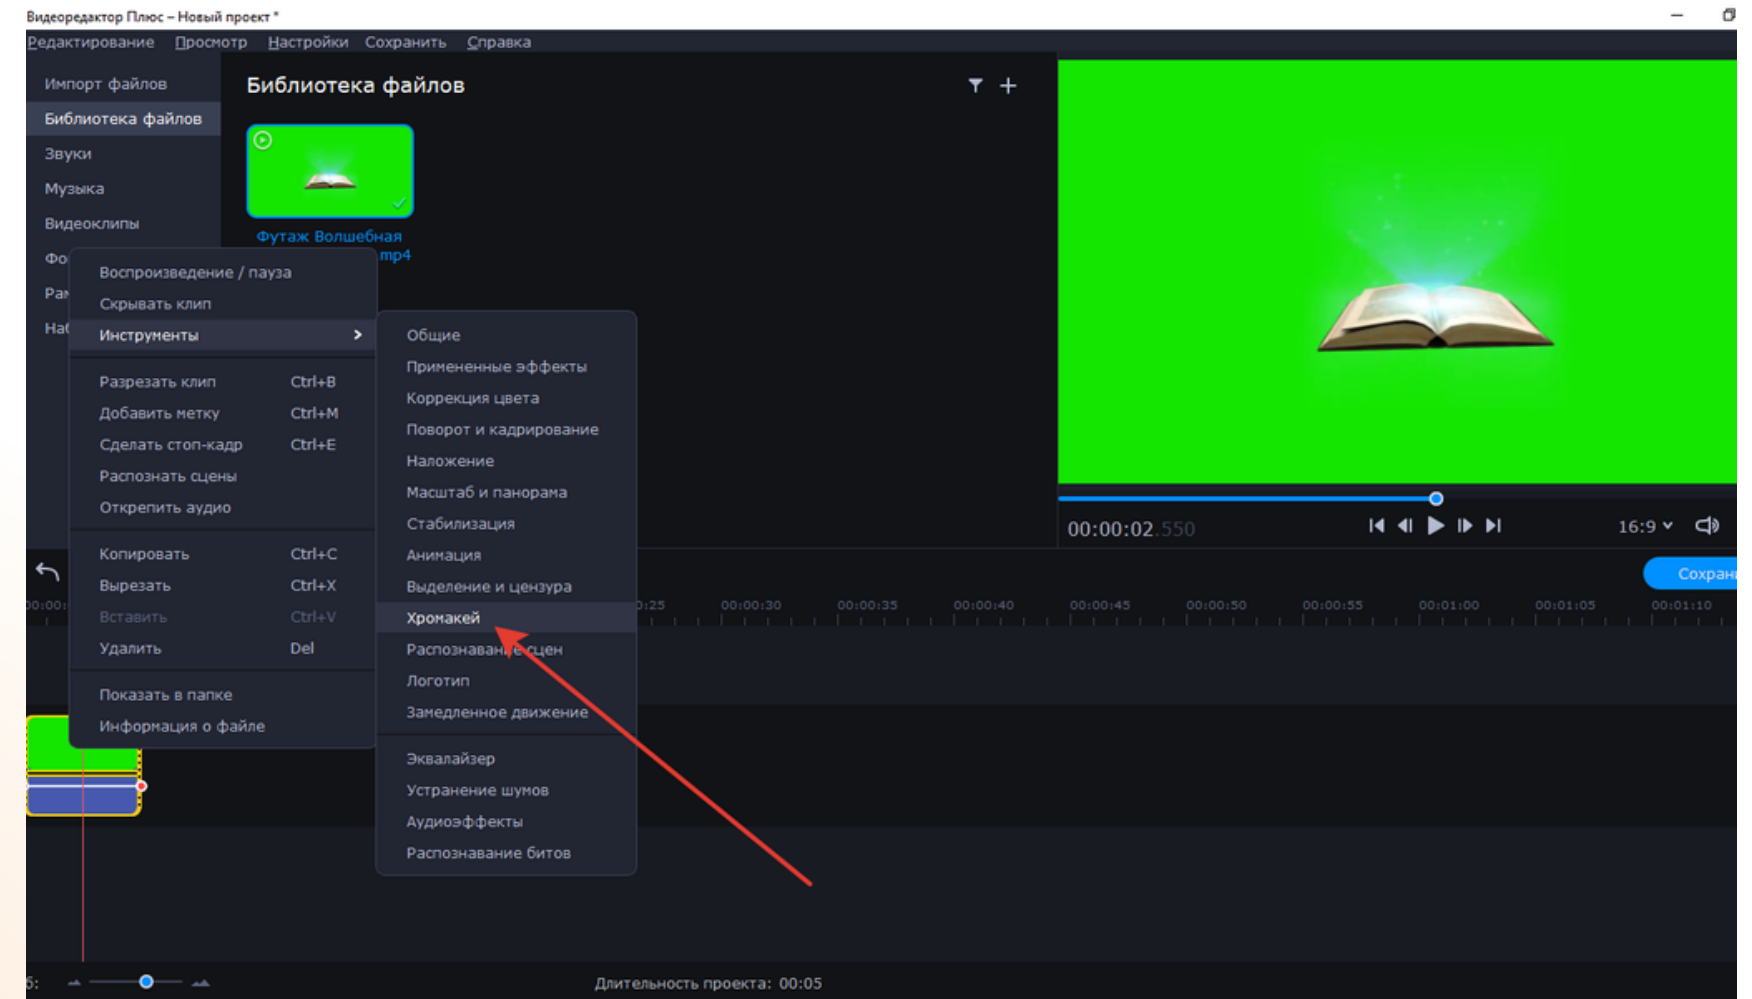 Видеоредактор Плюс – Новый проект *
Редактирование Просмотр Настройки Сохранить Справка
Импорт файлов
Библиотека файлов
Звуки
Музыка
Видеоклипы
Библиотека файлов
Футаж Волшебная
mp4
Воспроизведение / пауза
Скрывать клип
Инструменты
Разрезать клип Ctrl+B
Добавить метку Ctrl+M
Сделать стоп-кадр Ctrl+E
Распознать сцены
Открепить аудио
Копировать Ctrl+C
Вырезать Ctrl+X
Вставить Ctrl+V
Удалить Del
Показать в папке
Информация о файле
Общие
Примененные эффекты
Коррекция цвета
Поворот и кадрирование
Наложение
Масштаб и панорама
Стабилизация
Анимация
Выделение и цензура
Хромакей
Распознавание сцен
Логотип
Замедленное движение
Эквалайзер
Устранение шумов
Аудиоэффекты
Распознавание битов
00:00:02.550
16:9
Сохрани
00:00:30 00:00:35 00:00:40 00:00:45 00:00:50 00:00:55 00:01:00 00:01:05 00:01:10
Длительность проекта: 00:05